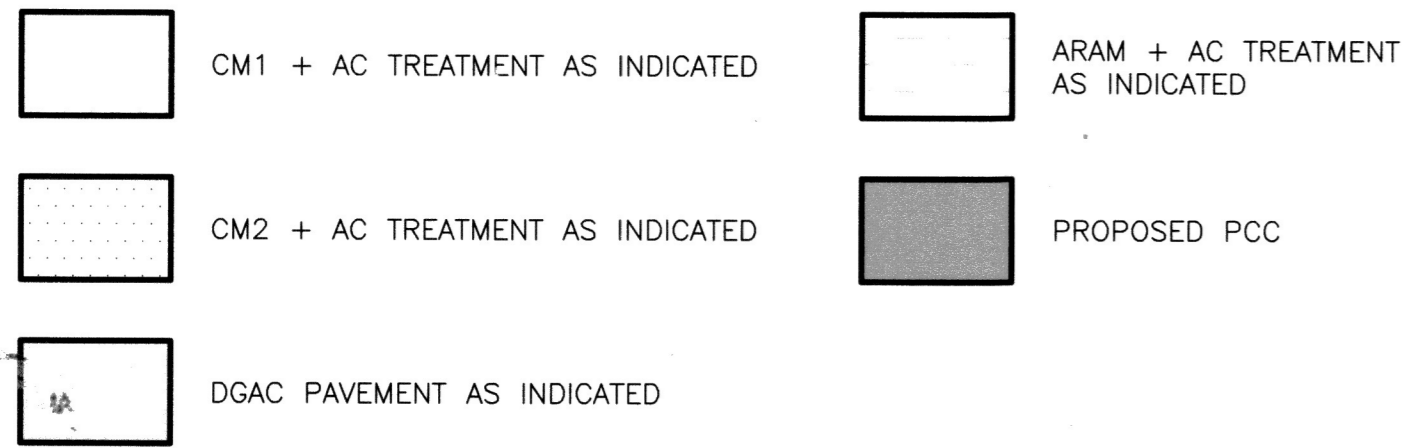 CM1 + AC TREATMENT AS INDICATED
CM2 + AC TREATMENT AS INDICATED
DGAC PAVEMENT AS INDICATED
ARAM + AC TREATMENT
AS INDICATED
PROPOSED PCC